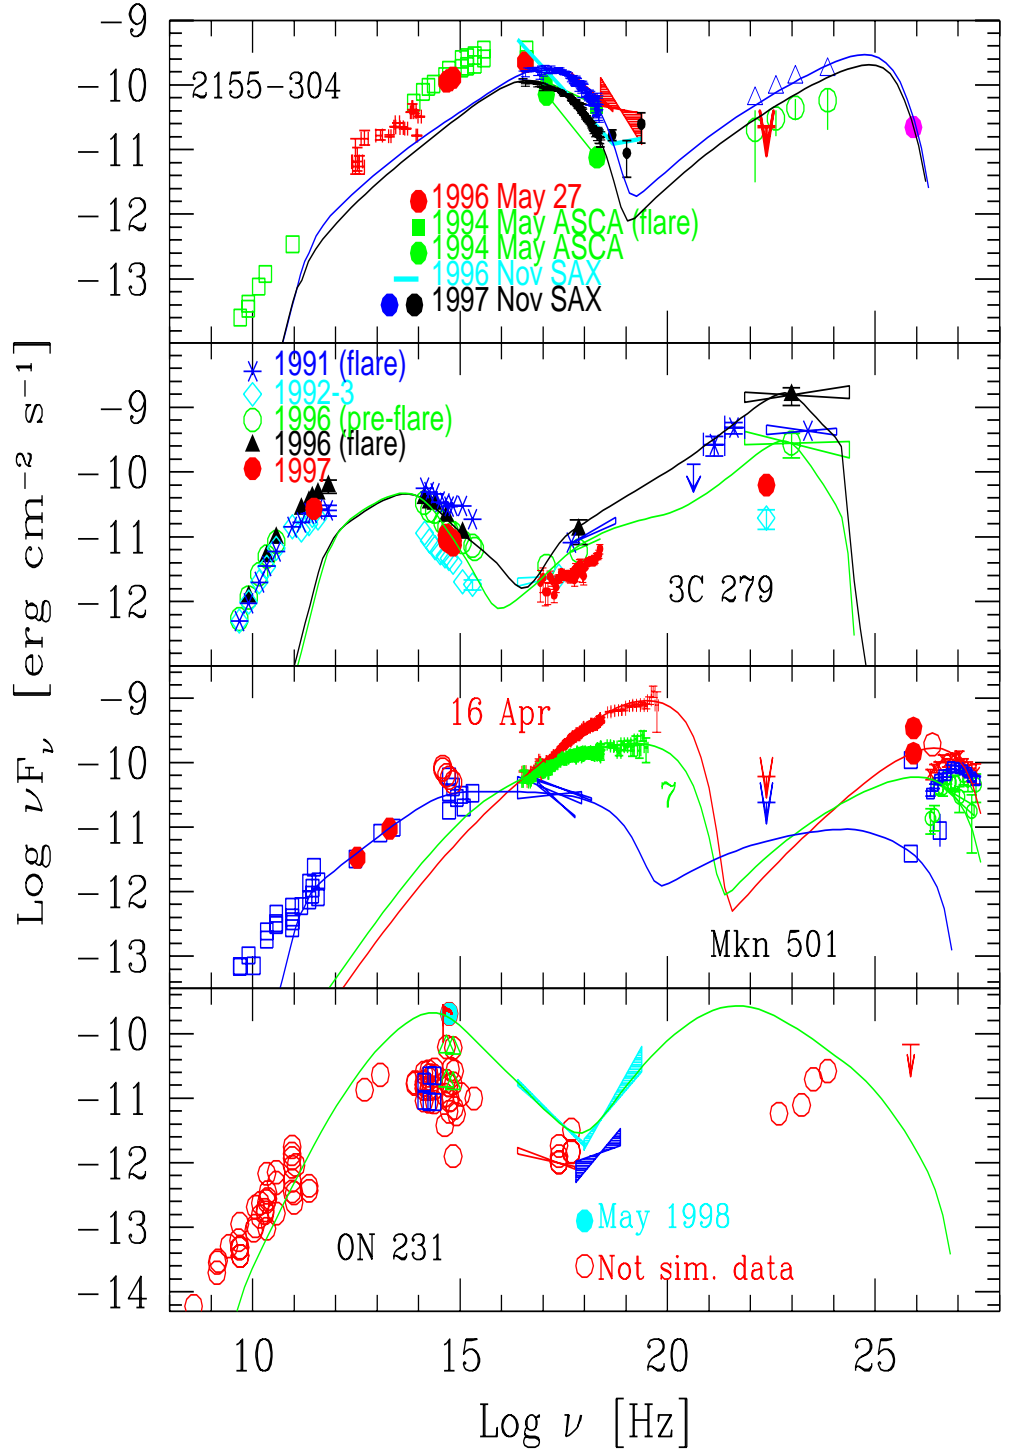 -9
-10
-11
-12
-13
2155-304
1996 May 27
1994 May ASCA (flare)
1994 May ASCA
1996 Nov SAX
1997 Nov SAX
1991 (flare)
1992-3
1996 (pre-flare)
1996 (flare)
1997
-9
-10
-11
-12
3C 279
-9
-10
-11
-12
-13
16 Apr
7
Mkn 501
-10
-11
-12
-13
-14
ON 231
May 1998
Not sim. data
10 15 20 25
Log ν [Hz]
Log νFν [erg cm−2 s−1]